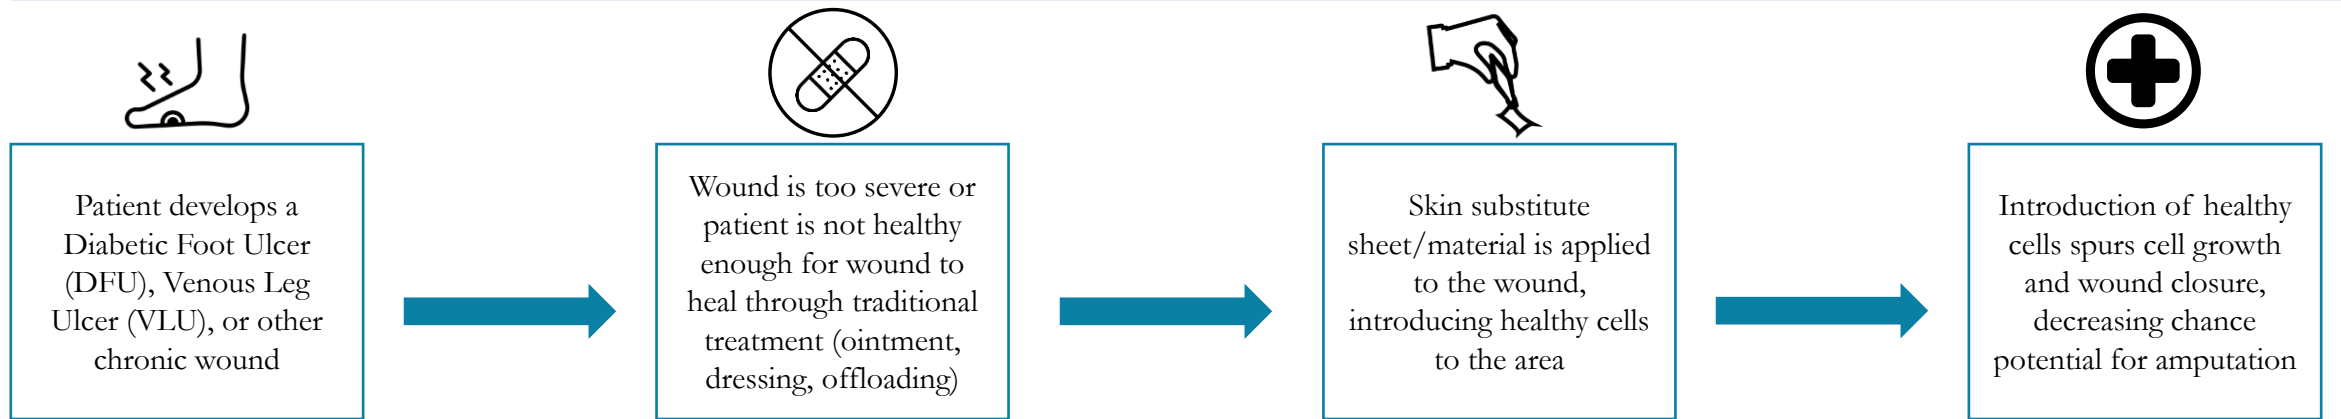 Patient develops a
Diabetic Foot Ulcer
(DFU), Venous Leg
Ulcer (VLU), or other
chronic wound
Wound is too severe or
patient is not healthy
enough for wound to
heal through traditional
treatment (ointment,
dressing, offloading)
Skin substitute
sheet/material is applied
to the wound,
introducing healthy cells
to the area
Introduction of healthy
cells spurs cell growth
and wound closure,
decreasing chance
potential for amputation